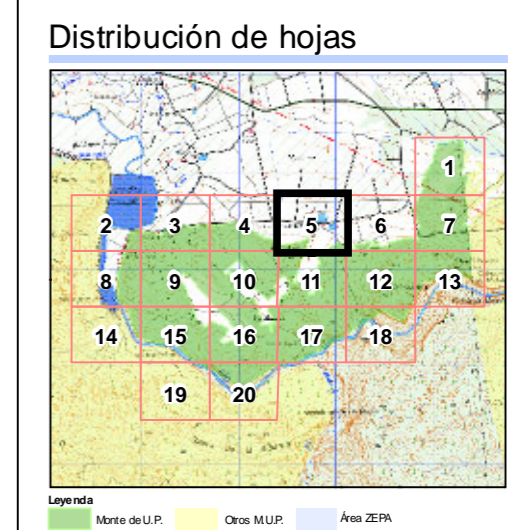 Distribución de hojas
1
2 3 4 5 6 7
8 9 10 11 12 13
14 15 16 17 18
19 20
Leyenda
Monte de U.P. Otros M.U.P. Área ZEPA